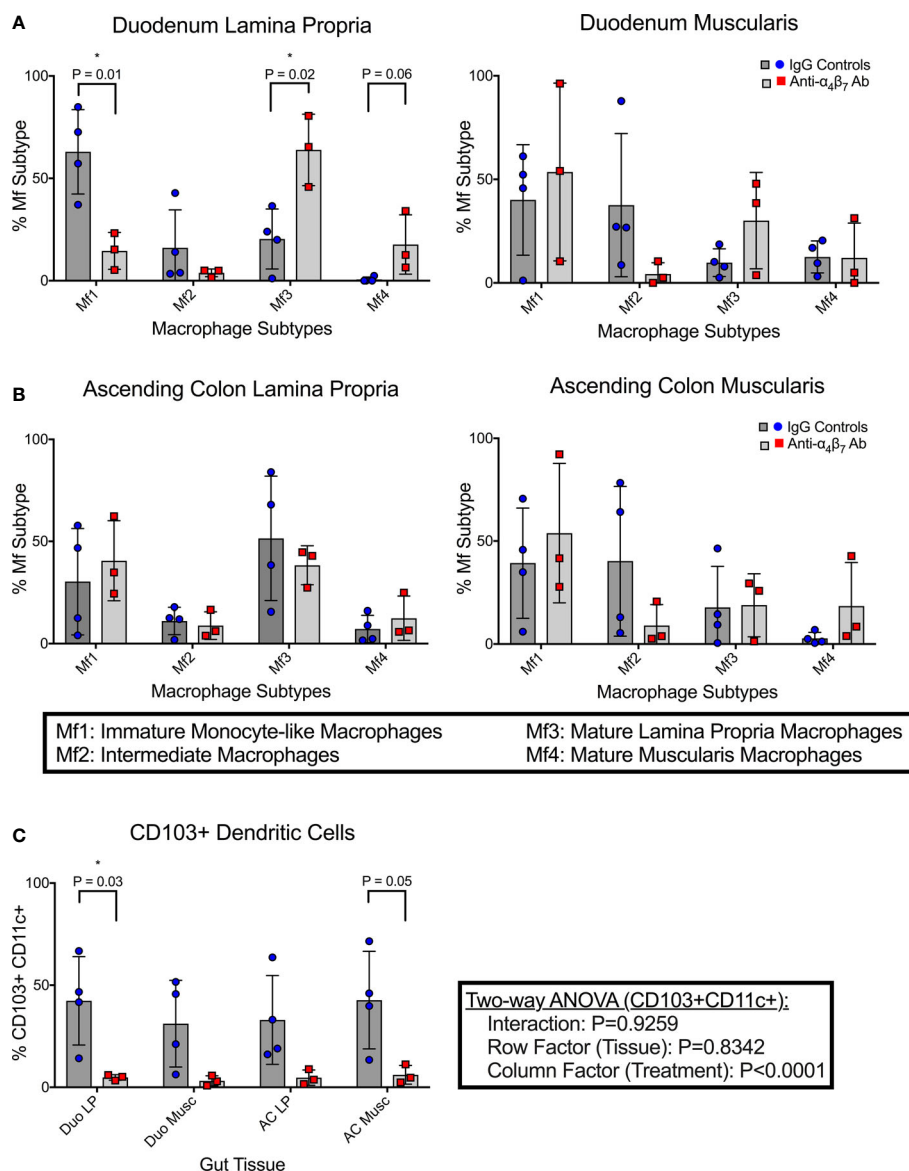 A
Duodenum Lamina Propria
Duodenum Muscularis
*
P = 0.01
*
P = 0.02
P = 0.06
IgG Controls
Anti-α4β7 Ab
100
50
0
% Mf Subtype
Mf1
Mf2
Mf3
Mf4
Macrophage Subtypes
100
50
0
% Mf Subtype
Mf1
Mf2
Mf3
Mf4
Macrophage Subtypes
B
Ascending Colon Lamina Propria
Ascending Colon Muscularis
IgG Controls
Anti-α4β7 Ab
100
50
0
% Mf Subtype
Mf1
Mf2
Mf3
Mf4
Macrophage Subtypes
100
50
0
% Mf Subtype
Mf1
Mf2
Mf3
Mf4
Macrophage Subtypes
Mf1: Immature Monocyte-like Macrophages
Mf2: Intermediate Macrophages
Mf3: Mature Lamina Propria Macrophages
Mf4: Mature Muscularis Macrophages
C
CD103+ Dendritic Cells
*
P = 0.03
P = 0.05
100
50
0
% CD103+ CD11c+
Duo LP
Duo Musc
AC LP
AC Musc
Gut Tissue
Two-way ANOVA (CD103+CD11c+):
Interaction: P=0.9259
Row Factor (Tissue): P=0.8342
Column Factor (Treatment): P<0.0001